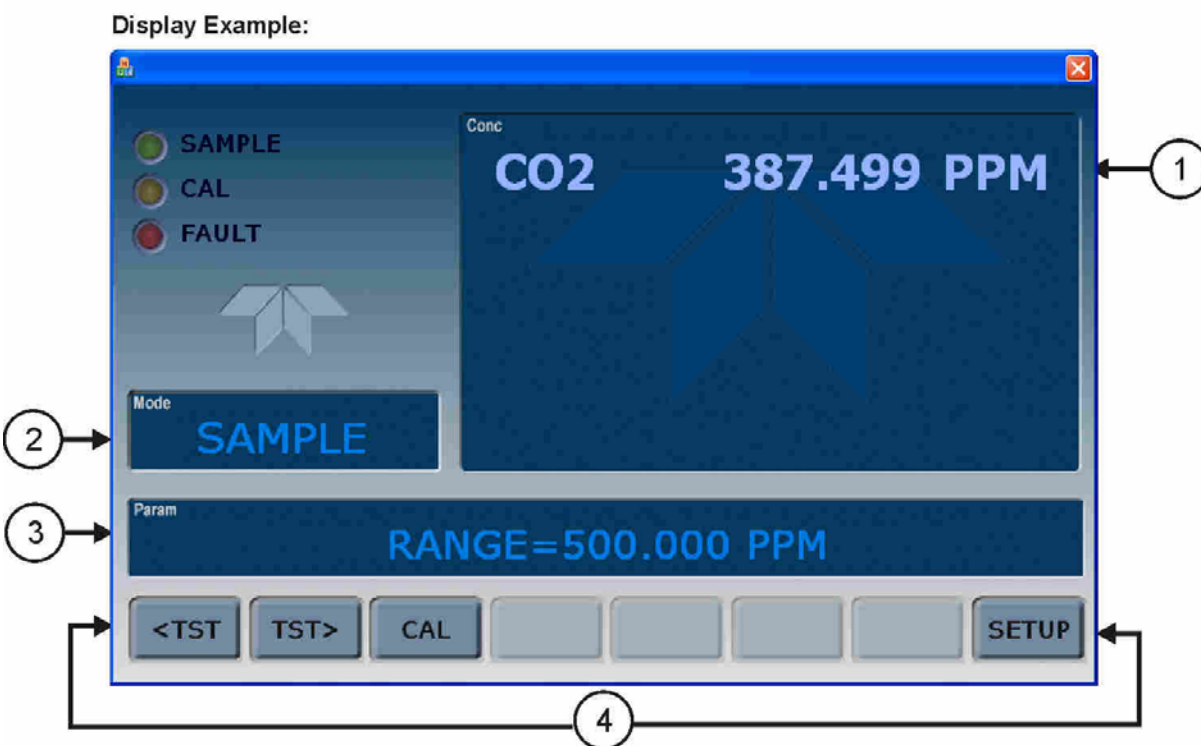 Display Example:
SAMPLE
CAL
FAULT
Conc
CO2 387.499 PPM
1
Mode
SAMPLE
2
Param
RANGE=500.000 PPM
3
<TST TST> CAL SETUP
4